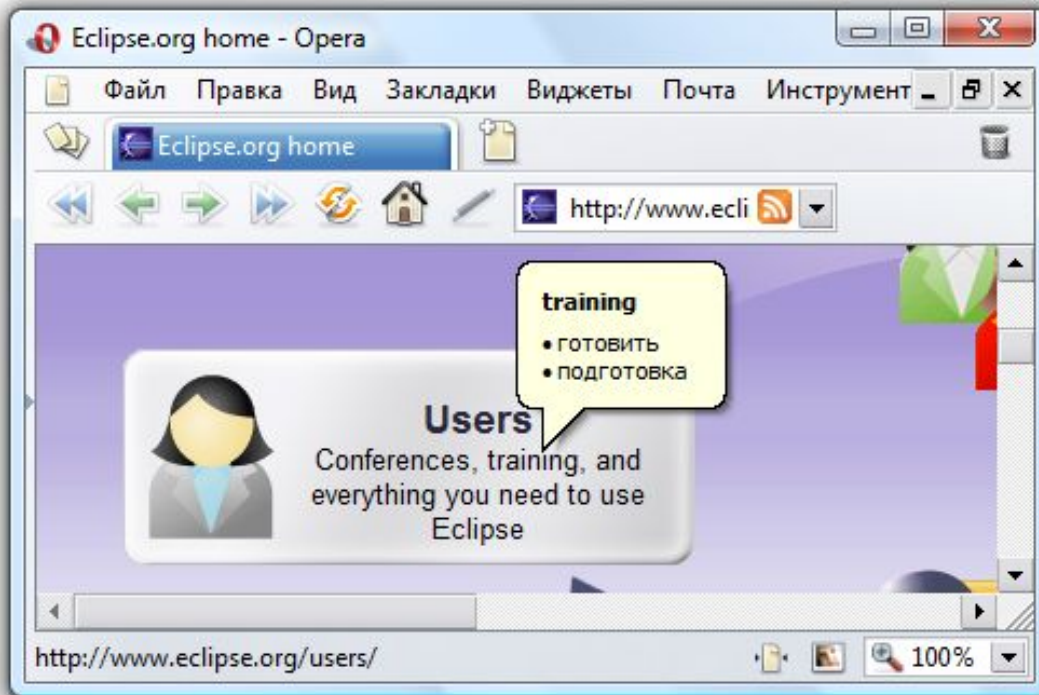 Eclipse.org home - Opera
Файл Правка Вид Закладки Виджеты Почта Инструмент
Eclipse.org home
http://www.ecli
training
• готовить
• подготовка
Users
Conferences, training, and
everything you need to use
Eclipse
http://www.eclipse.org/users/
100%